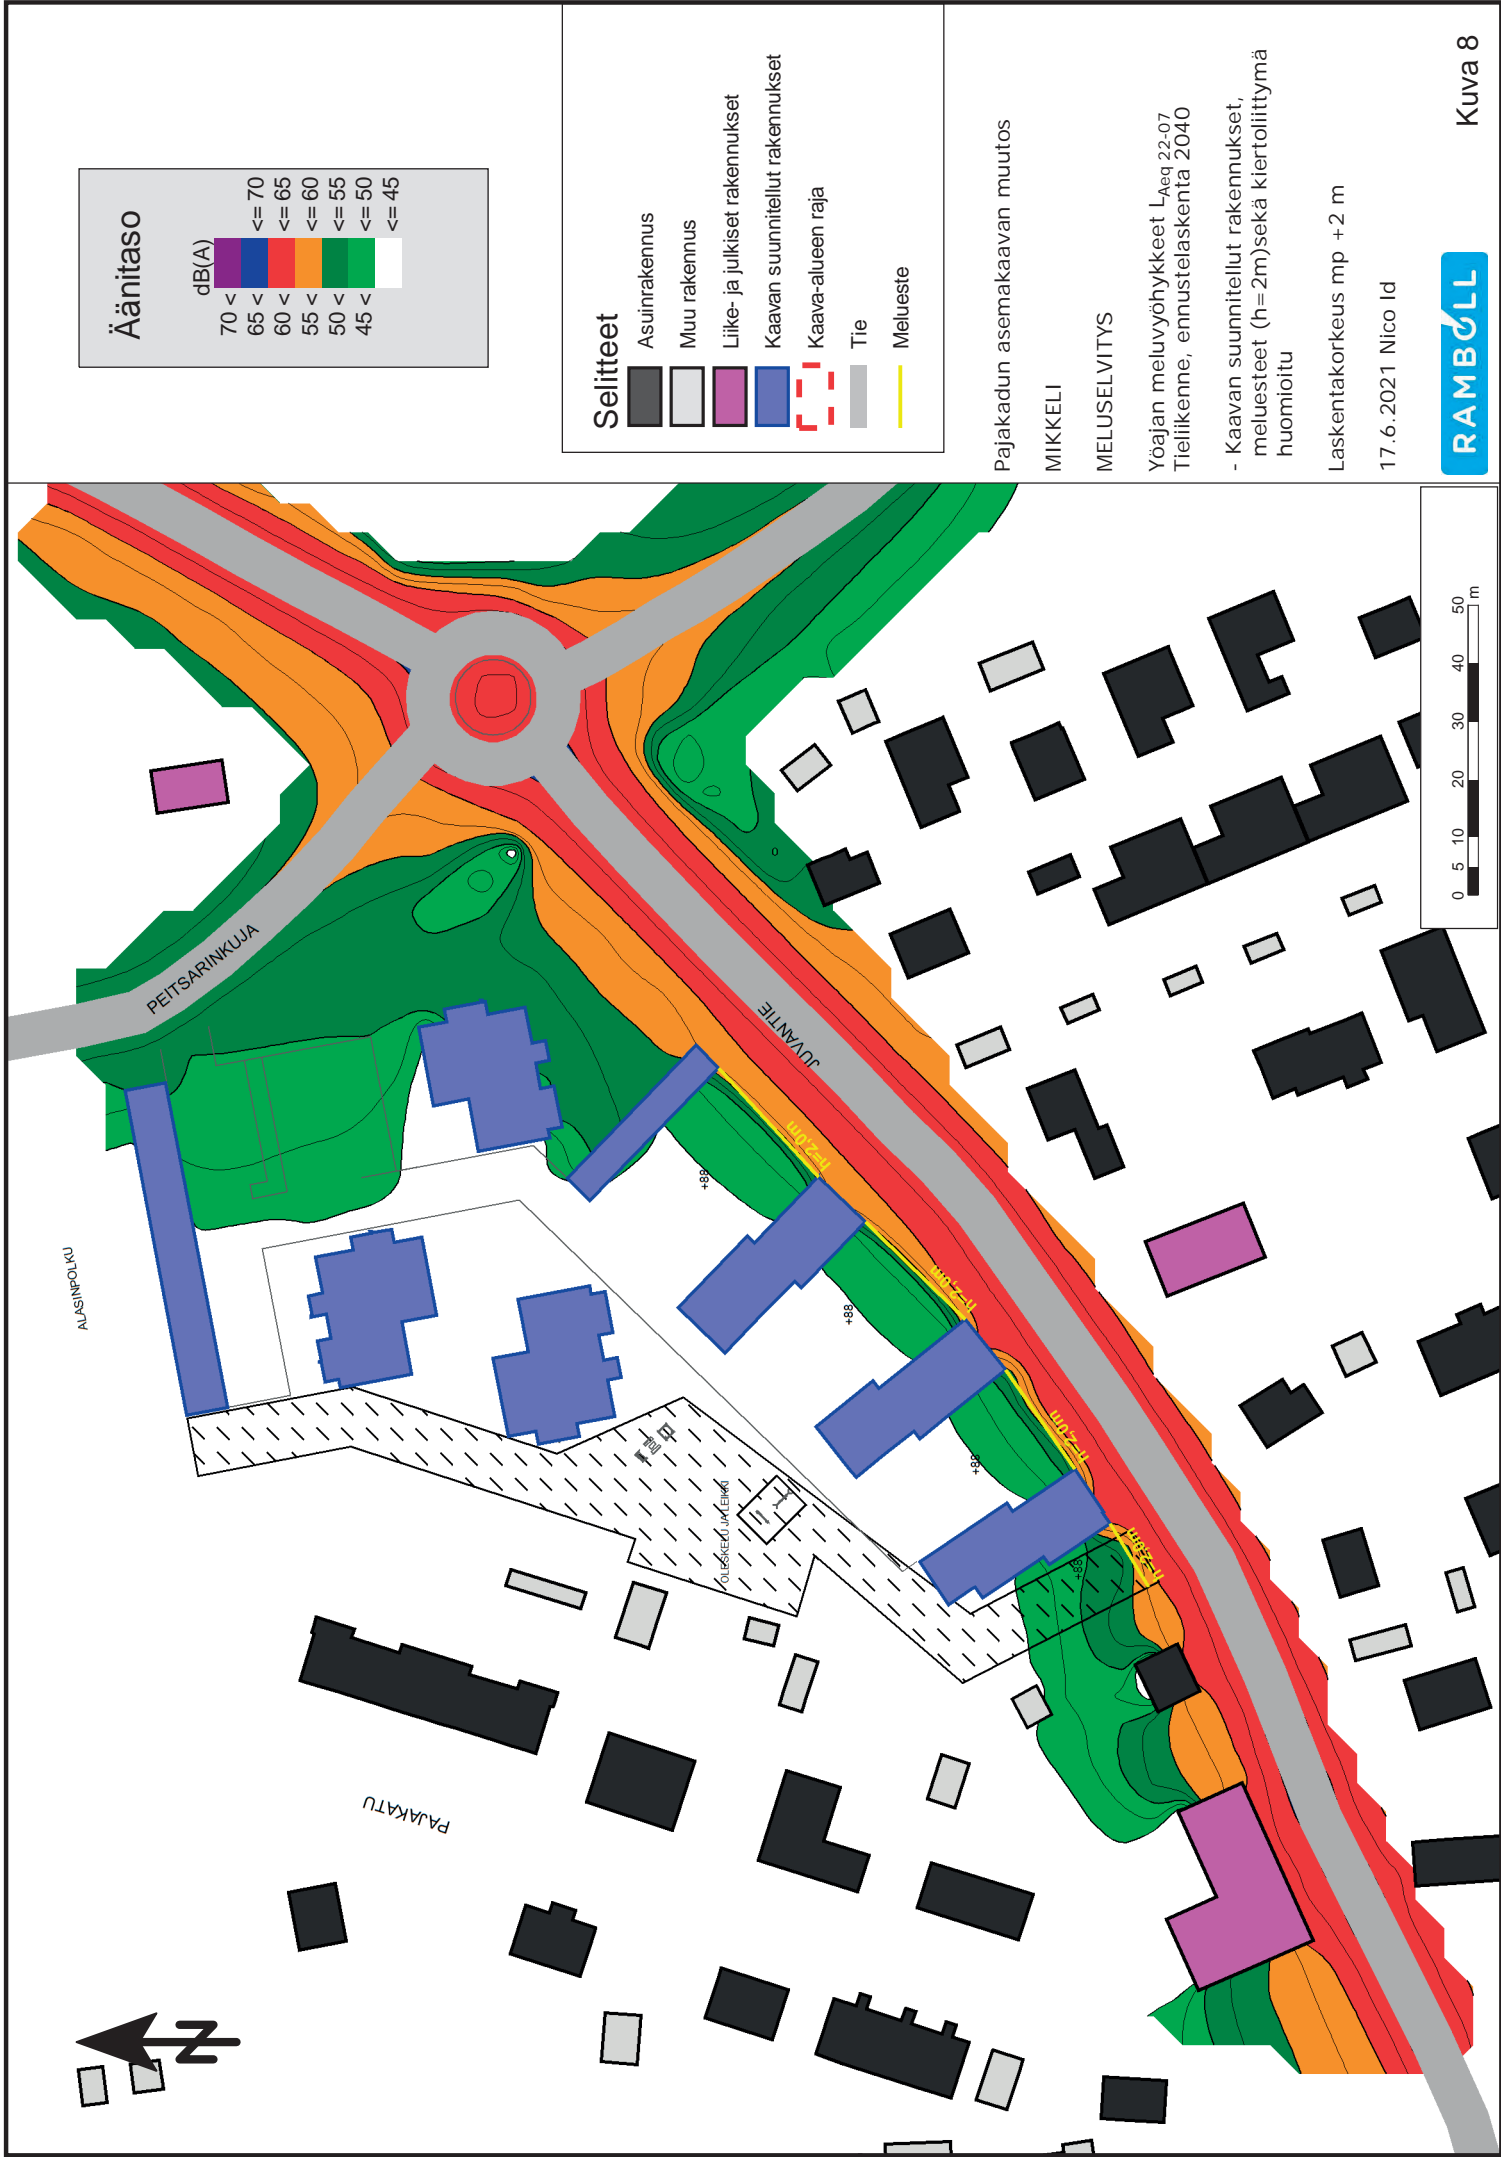 Äänitaso
dB(A)
70 <
65 < <= 70
60 < <= 65
55 < <= 60
50 < <= 55
45 < <= 50
<= 45
Selitteet
Asuinrakennus
Muu rakennus
Liike- ja julkiset rakennukset
Kaavan sunnitellut rakennukset
Kaava-alueen raja
Tie
Melueste
Pajakadun asemakaavan muutos
MIKKELI
MELUSELVITYS
Yöajan meluvyöhykkeet LAeq 22-07
Tieliikenne, ennustelaskenta 2040
- Kaavan suunnitellut rakennukset,
meluesteet (h=2m)sekä kiertoliittymä
huomioitu
Laskentakorkeus mp +2 m
17.6.2021 Nico Id
RAMBOLL
Kuva 8
PEITSARINKUJA
JUVANTIE
ALASINPOLKU
PAJAKATU
OLESKELU JA LEIKKI
h=2,0m
h=2,0m
h=2,0m
h=2,0m
+88
+88
+88
+88
N
0 5 10 20 30 40 50
m